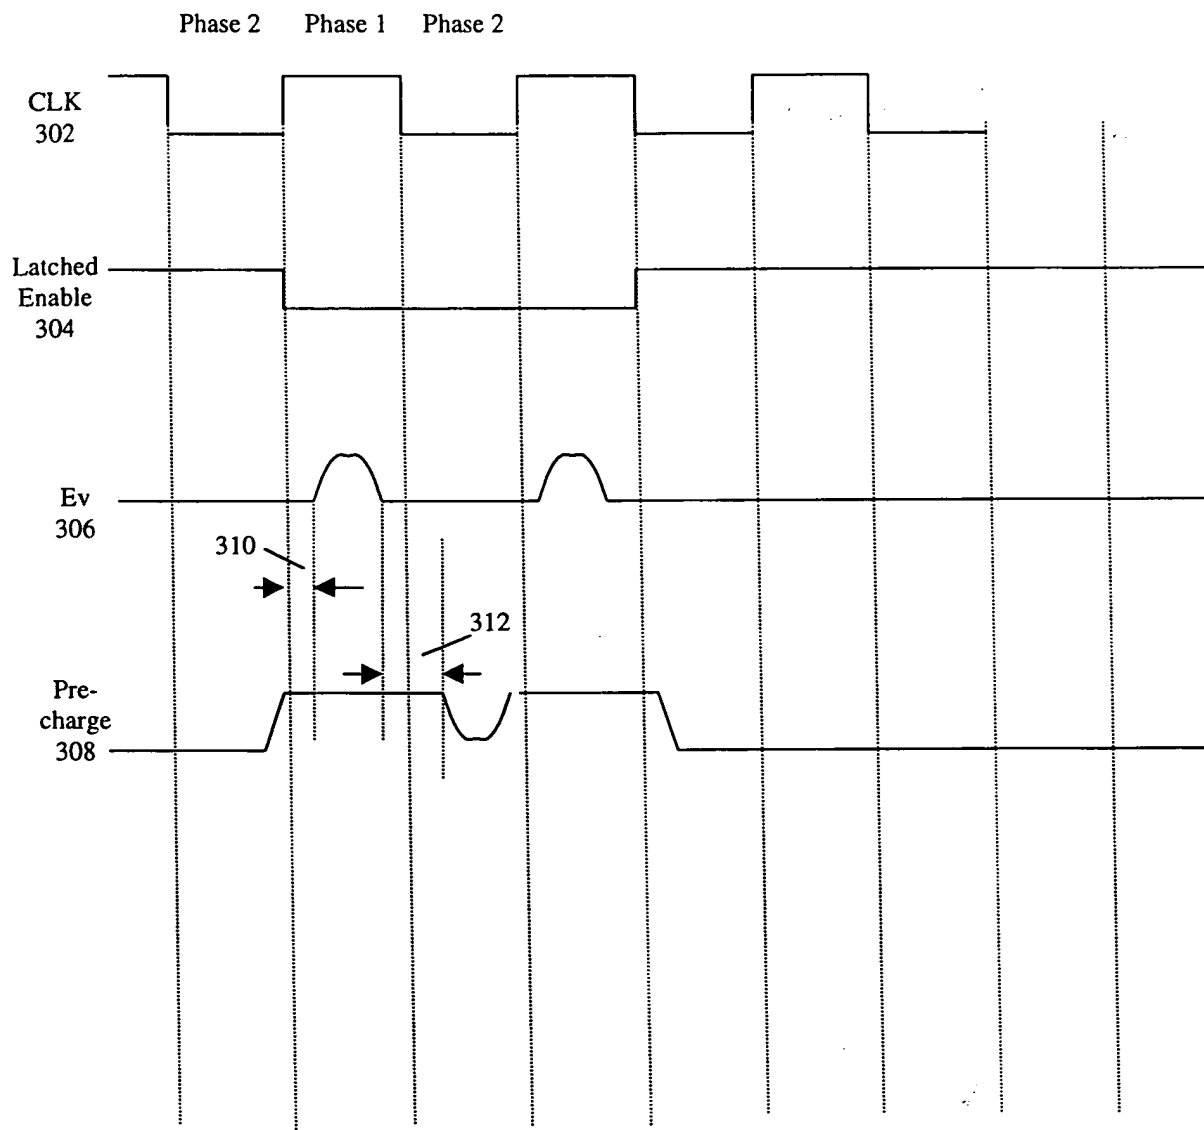 Phase 2 Phase 1 Phase 2
CLK
302
Latched
Enable
304
Ev
306
310
312
Pre-
charge
308